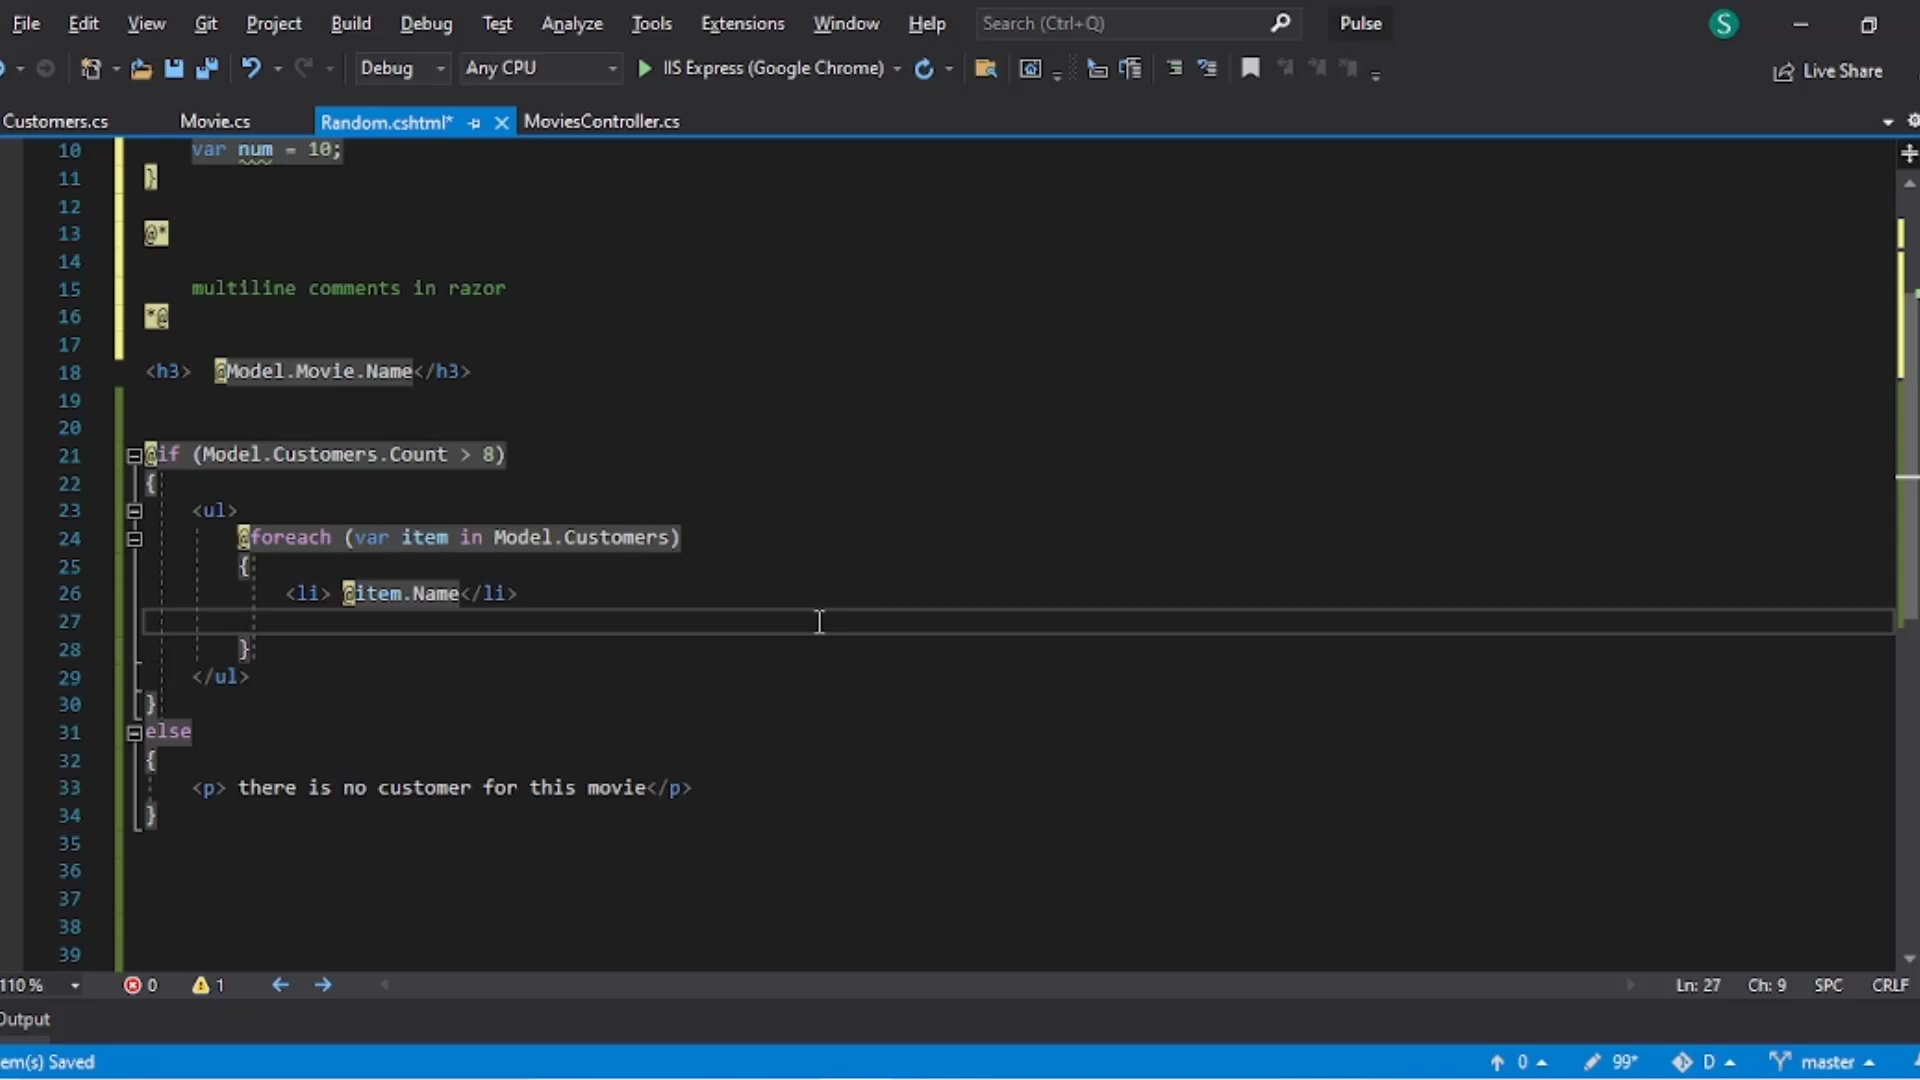 File Edit View Git Project Build Debug Test Analyze Tools Extensions Window Help Search (Ctrl+Q) Pulse S
Debug Any CPU IIS Express (Google Chrome) Live Share
Customers.cs Movie.cs Random.cshtml* MoviesController.cs
10 var num = 10;
11 }
12
13 @*
14
15 multiline comments in razor
16 *@
17
18 <h3> @Model.Movie.Name</h3>
19
20
21 @if (Model.Customers.Count > 8)
22 {
23 <ul>
24 @foreach (var item in Model.Customers)
25 {
26 <li> @item.Name</li>
27
28 }
29 </ul>
30 }
31 else
32 {
33 <p> there is no customer for this movie</p>
34 }
35
36
37
38
39
110 % 0 1 Ln: 27 Ch: 9 SPC CRLF
Output
em(s) Saved 0 99* D master